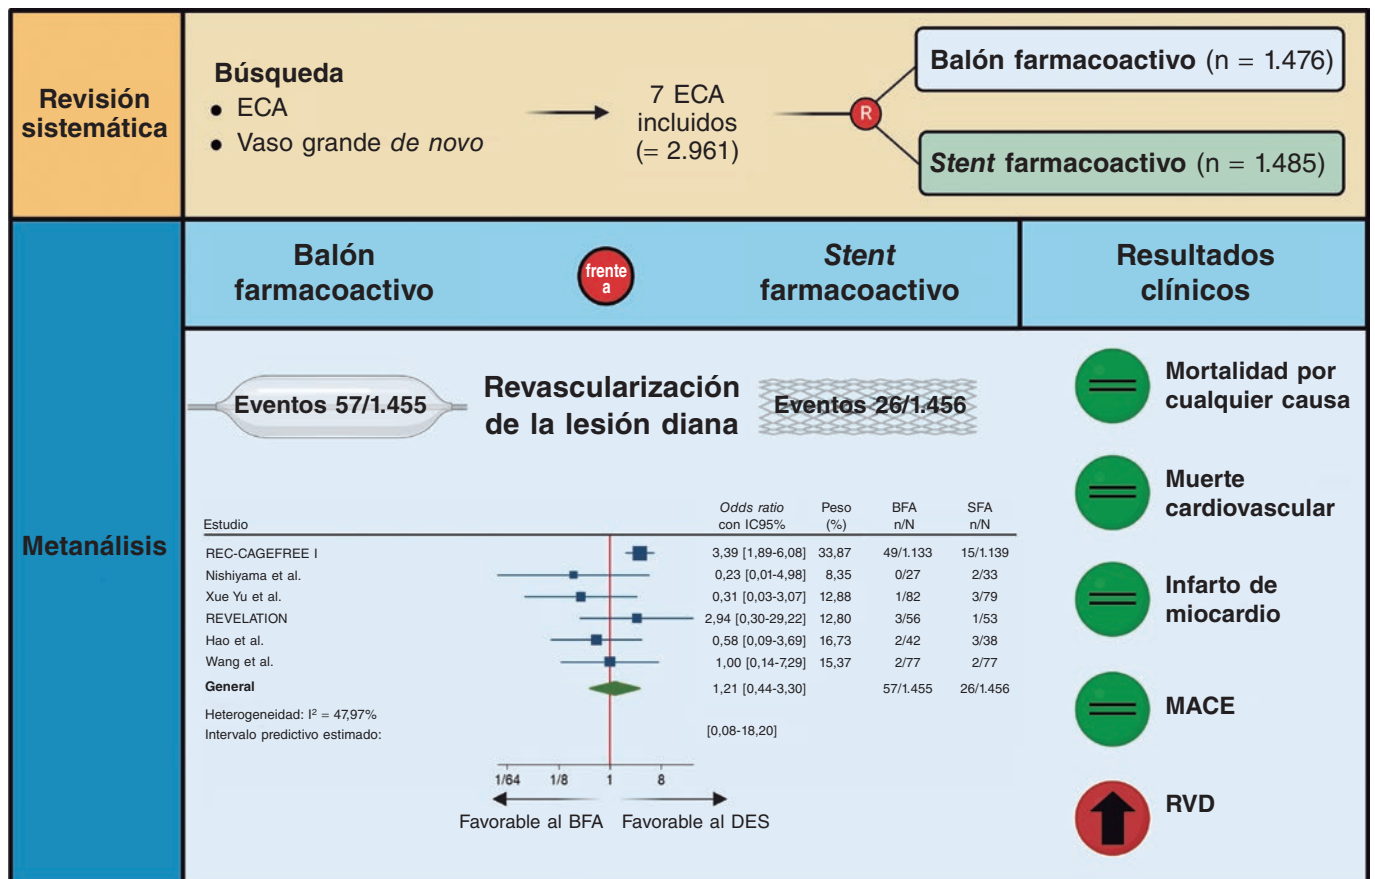 Revisión
sistemática
Búsqueda
• ECA
• Vaso grande de novo
7 ECA
incluidos
(= 2.961)
R
Balón farmacoactivo (n = 1.476)
Stent farmacoactivo (n = 1.485)
Metanálisis
Balón
farmacoactivo
frente
a
Stent
farmacoactivo
Resultados
clínicos
Eventos 57/1.455
Revascularización
de la lesión diana
Eventos 26/1.456
Estudio
Odds ratio
con IC95%
Peso
(%)
BFA
n/N
SFA
n/N
REC-CAGEFREE I 3,39 [1,89-6,08] 33,87 49/1.133 15/1.139
Nishiyama et al. 0,23 [0,01-4,98] 8,35 0/27 2/33
Xue Yu et al. 0,31 [0,03-3,07] 12,88 1/82 3/79
REVELATION 2,94 [0,30-29,22] 12,80 3/56 1/53
Hao et al. 0,58 [0,09-3,69] 16,73 2/42 3/38
Wang et al. 1,00 [0,14-7,29] 15,37 2/77 2/77
General 1,21 [0,44-3,30] 57/1.455 26/1.456
Heterogeneidad: I² = 47,97%
Intervalo predictivo estimado: [0,08-18,20]
1/64 1/8 1 8
Favorable al BFA Favorable al DES
Mortalidad por
cualquier causa
Muerte
cardiovascular
Infarto de
miocardio
MACE
RVD